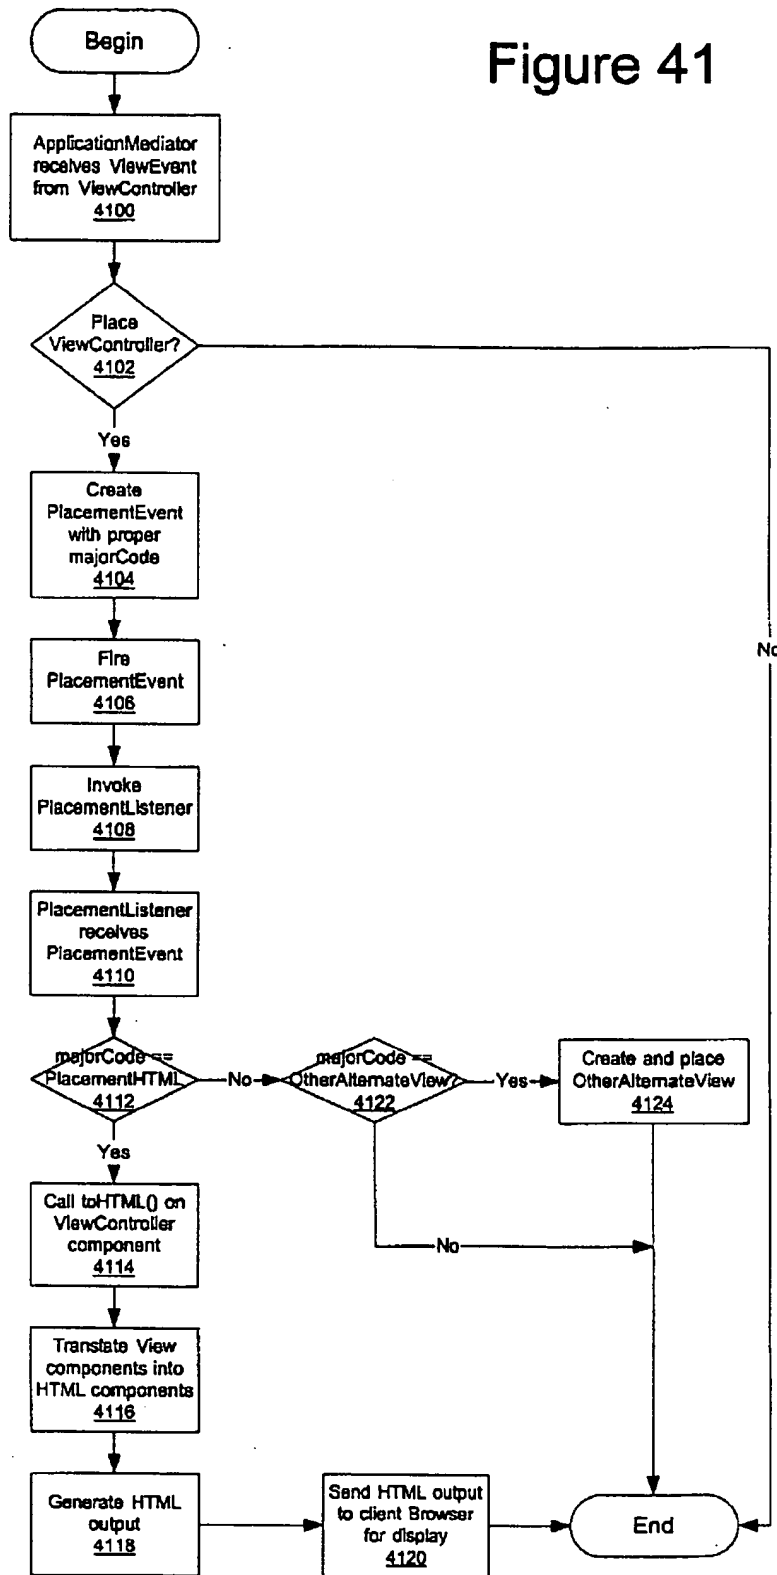 Figure 41
Begin
ApplicationMediator
receives ViewEvent
from ViewController
4100
Place
ViewController?
4102
Yes
No
Create
PlacementEvent
with proper
majorCode
4104
Fire
PlacementEvent
4106
Invoke
PlacementListener
4108
PlacementListener
receives
PlacementEvent
4110
majorCode ==
PlacementHTML
4112
No
majorCode ==
OtherAlternateView?
4122
Yes
Create and place
OtherAlternateView
4124
Yes
No
Call toHTML() on
ViewController
component
4114
Translate View
components into
HTML components
4116
Generate HTML
output
4118
Send HTML output
to client Browser
for display
4120
End